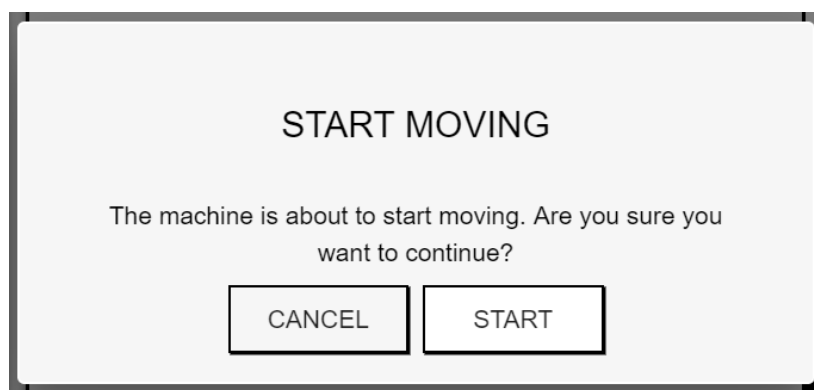 START MOVING
The machine is about to start moving. Are you sure you
want to continue?
CANCEL START